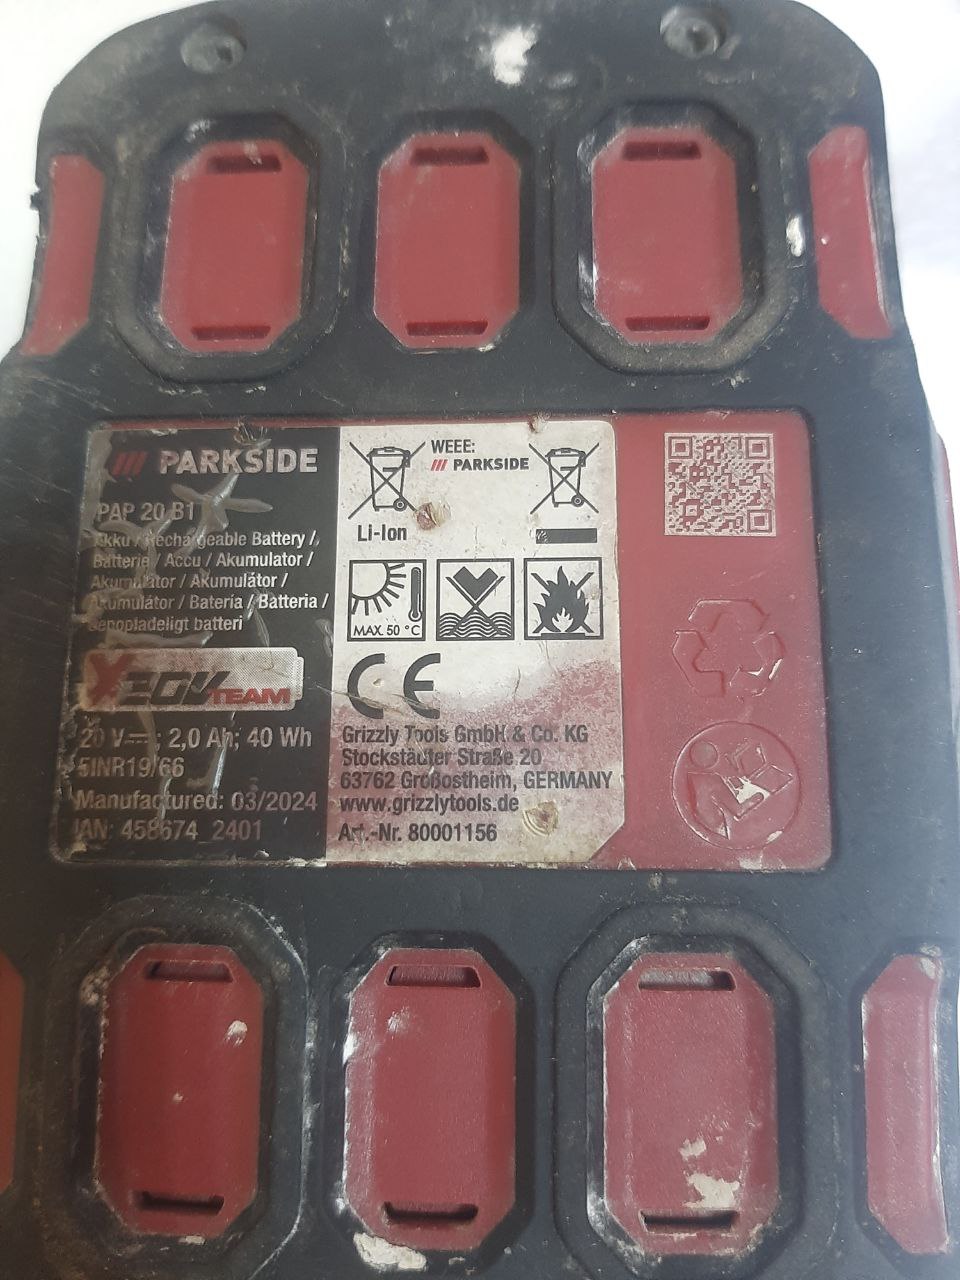 PARKSIDE
PAP 20 B1
Akku / Rechargeable Battery /
Batterie / Accu / Akumulator /
Akumulator / Akumulátor /
Akumulátor / Batería / Batteria /
Genopladeligt batteri
X20V TEAM
20 V⎓; 2,0 Ah; 40 Wh
5INR19/66
Manufactured: 03/2024
IAN: 458674_2401
WEEE:
PARKSIDE
Li-Ion
MAX. 50 °C
CE
Grizzly Tools GmbH & Co. KG
Stockstädter Straße 20
63762 Großostheim, GERMANY
www.grizzlytools.de
Art.-Nr. 80001156